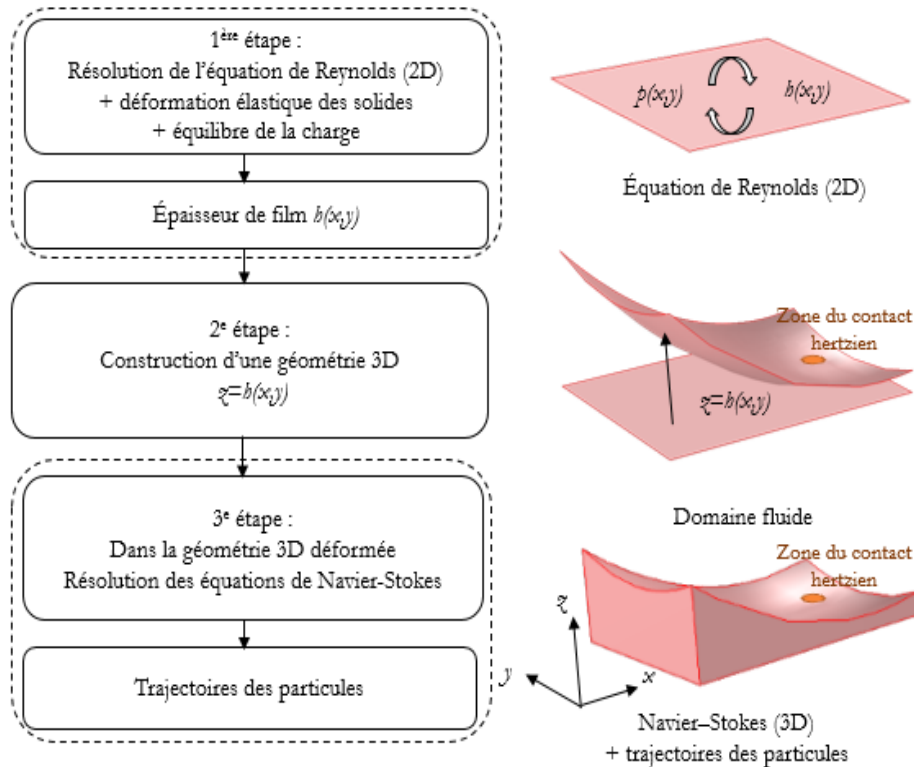 1ère étape :
Résolution de l'équation de Reynolds (2D)
+ déformation élastique des solides
+ équilibre de la charge
Épaisseur de film h(x,y)
2e étape :
Construction d'une géométrie 3D
z=h(x,y)
3e étape :
Dans la géométrie 3D déformée
Résolution des équations de Navier-Stokes
Trajectoires des particules
p(x,y)
h(x,y)
Équation de Reynolds (2D)
Zone du contact
hertzien
z=h(x,y)
Domaine fluide
Zone du contact
hertzien
z
y
x
Navier–Stokes (3D)
+ trajectoires des particules